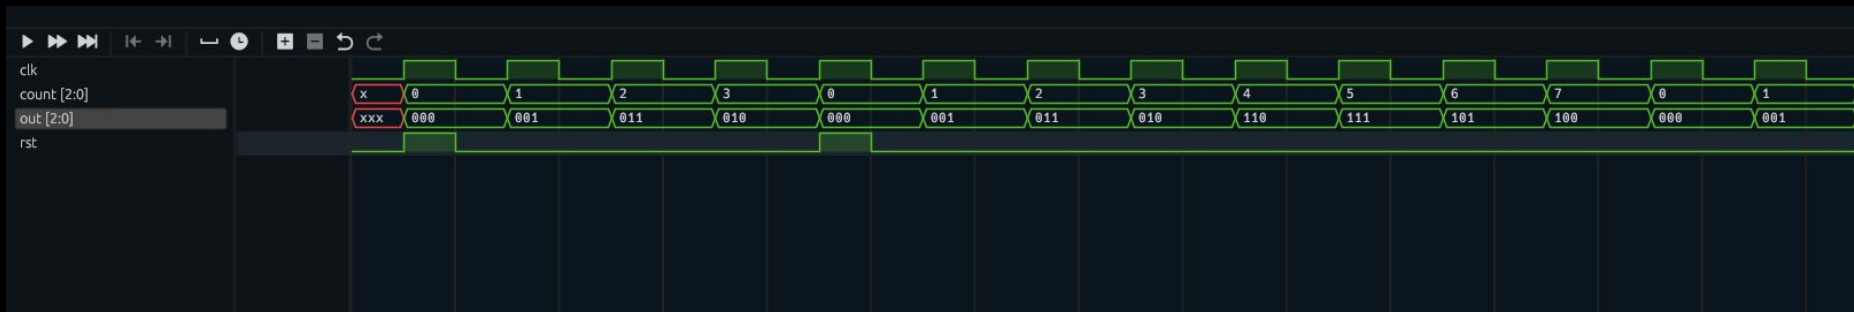 clk
count [2:0] x 0 1 2 3 0 1 2 3 4 5 6 7 0 1
out [2:0] xxx 000 001 011 010 000 001 011 010 110 111 101 100 000 001
rst